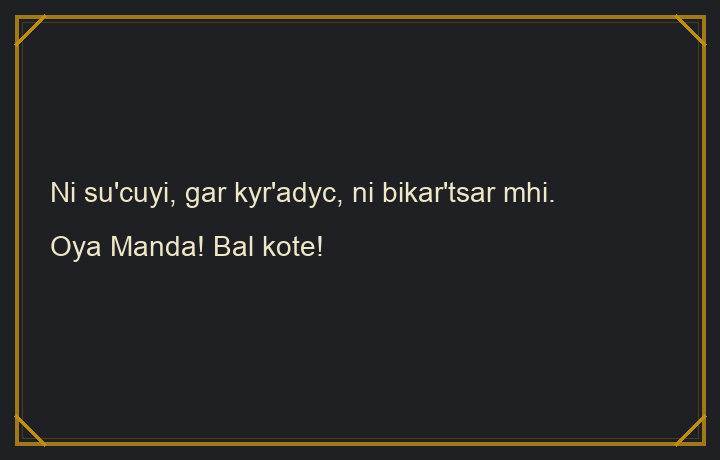 Ni su'cuyi, gar kyr'adyc, ni bikar'tsar mhi.
Oya Manda! Bal kote!